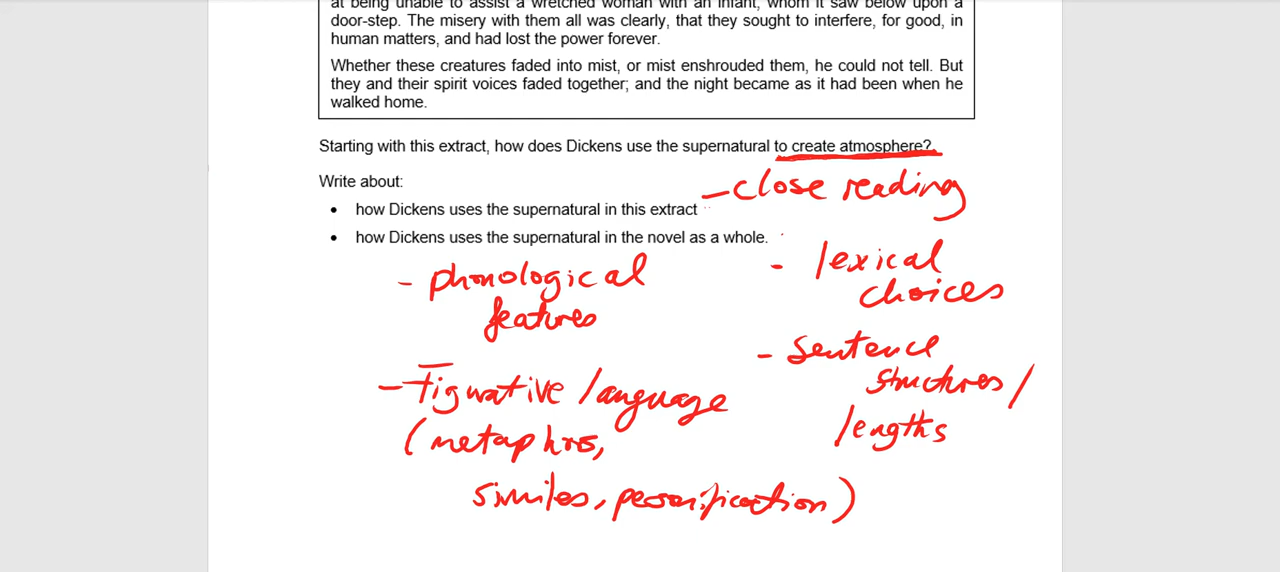 at being unable to assist a wretched woman with an infant, whom it saw below upon a
door-step. The misery with them all was clearly, that they sought to interfere, for good, in
human matters, and had lost the power forever.
Whether these creatures faded into mist, or mist enshrouded them, he could not tell. But
they and their spirit voices faded together; and the night became as it had been when he
walked home.
Starting with this extract, how does Dickens use the supernatural to create atmosphere?
Write about:
- close reading
• how Dickens uses the supernatural in this extract
• how Dickens uses the supernatural in the novel as a whole.
- phonological
features
- lexical
choices
- sentence
structures /
lengths
- Figurative language
(metaphrs,
similes, personification)